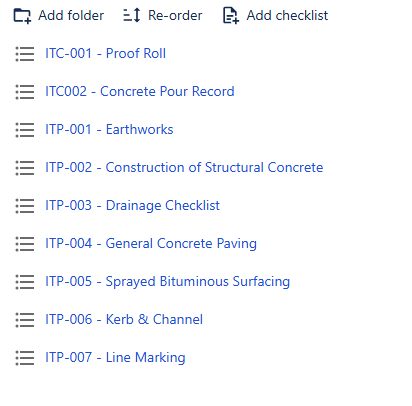 Add folder Re-order Add checklist
ITC-001 - Proof Roll
ITC002 - Concrete Pour Record
ITP-001 - Earthworks
ITP-002 - Construction of Structural Concrete
ITP-003 - Drainage Checklist
ITP-004 - General Concrete Paving
ITP-005 - Sprayed Bituminous Surfacing
ITP-006 - Kerb & Channel
ITP-007 - Line Marking